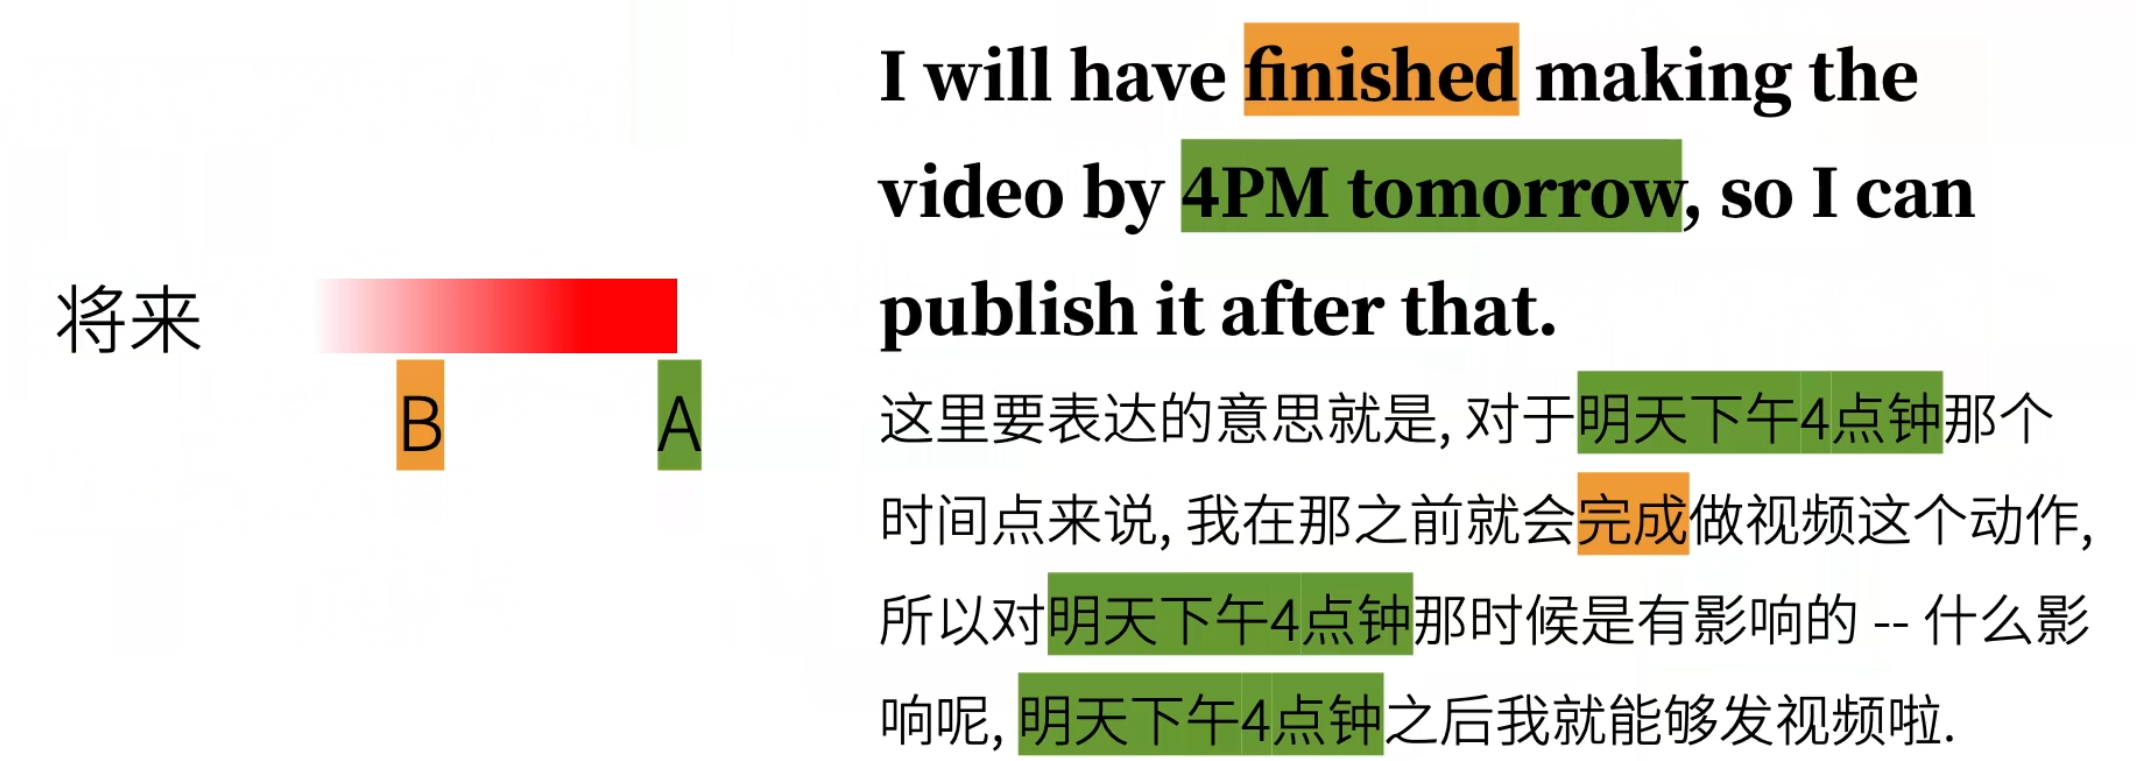 将来
B
A
I will have finished making the
video by 4PM tomorrow, so I can
publish it after that.
这里要表达的意思就是, 对于明天下午4点钟那个
时间点来说, 我在那之前就会完成做视频这个动作,
所以对明天下午4点钟那时候是有影响的 -- 什么影
响呢, 明天下午4点钟之后我就能够发视频啦.